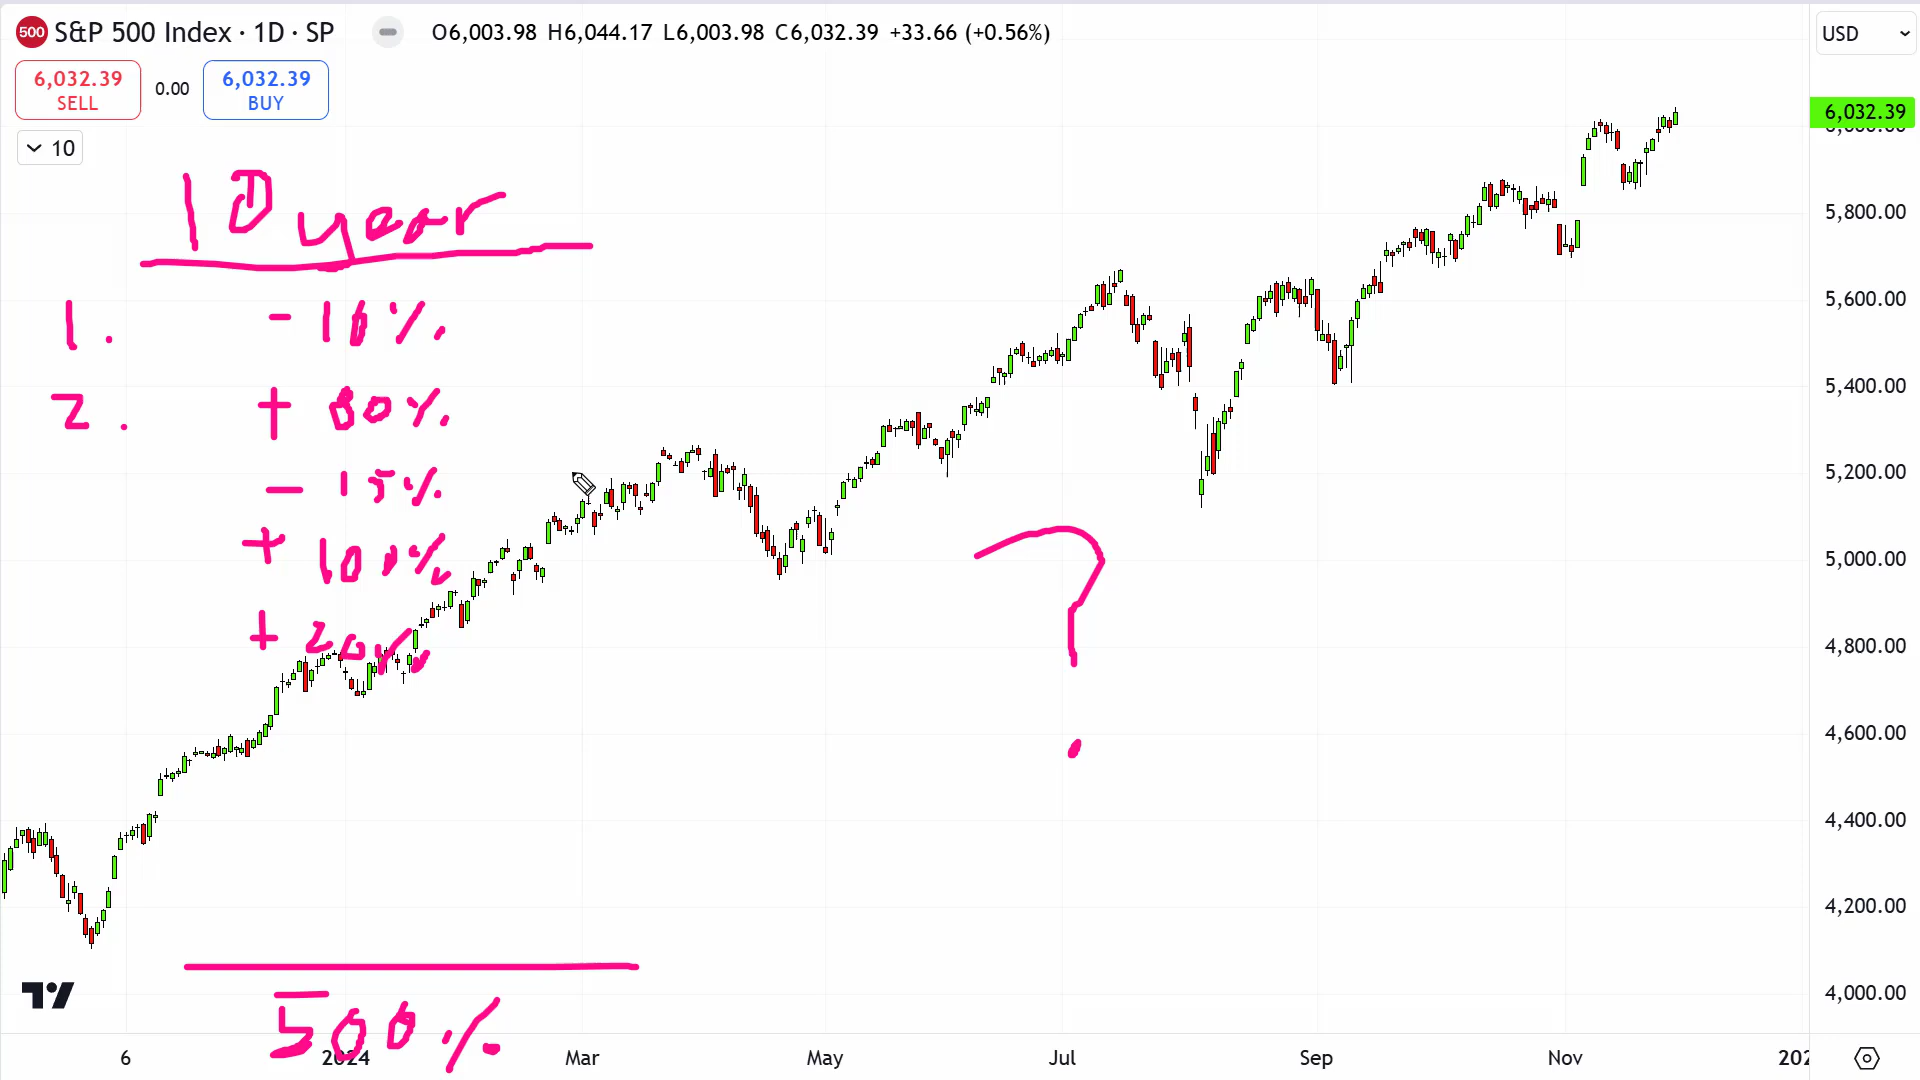 500 S&P 500 Index · 1D · SP O6,003.98 H6,044.17 L6,003.98 C6,032.39 +33.66 (+0.56%)
USD
6,032.39 SELL
0.00
6,032.39 BUY
10
10 year
1. - 10%.
2. + 80%.
- 15%.
+ 100%
+ 20%
500%
?
6,032.39
5,800.00
5,600.00
5,400.00
5,200.00
5,000.00
4,800.00
4,600.00
4,400.00
4,200.00
4,000.00
6 2024 Mar May Jul Sep Nov